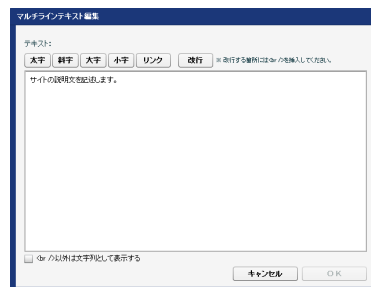 マルチラインテキスト編集
テキスト:
太字 斜字 大字 小字 リンク 改行 ※ 改行する箇所には<br />を挿入してください。
サイトの説明文を記述します。
<br />以外は文字列として表示する
キャンセル OK